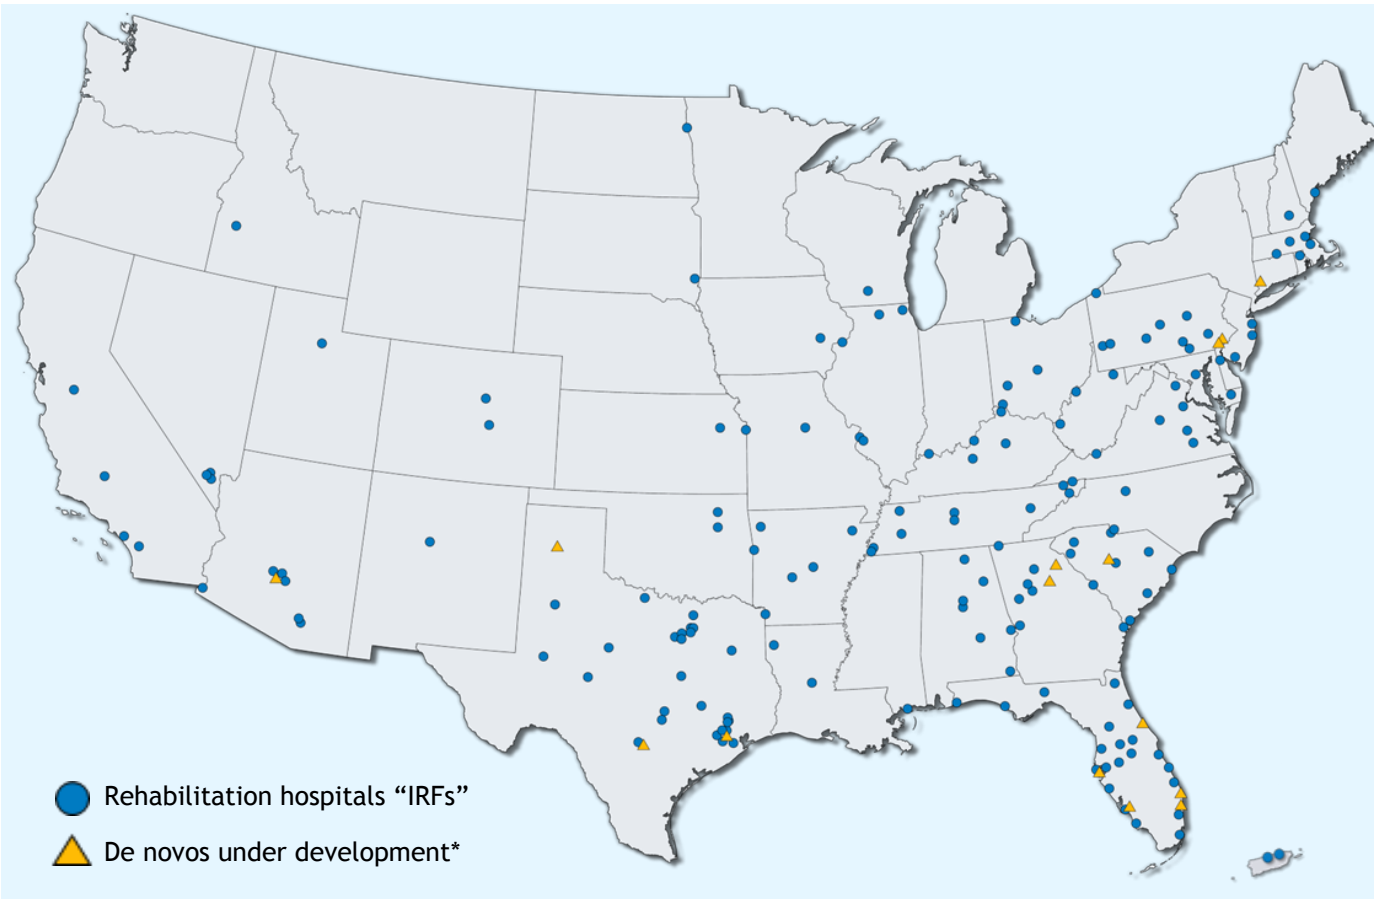 Rehabilitation hospitals “IRFs”
De novos under development*